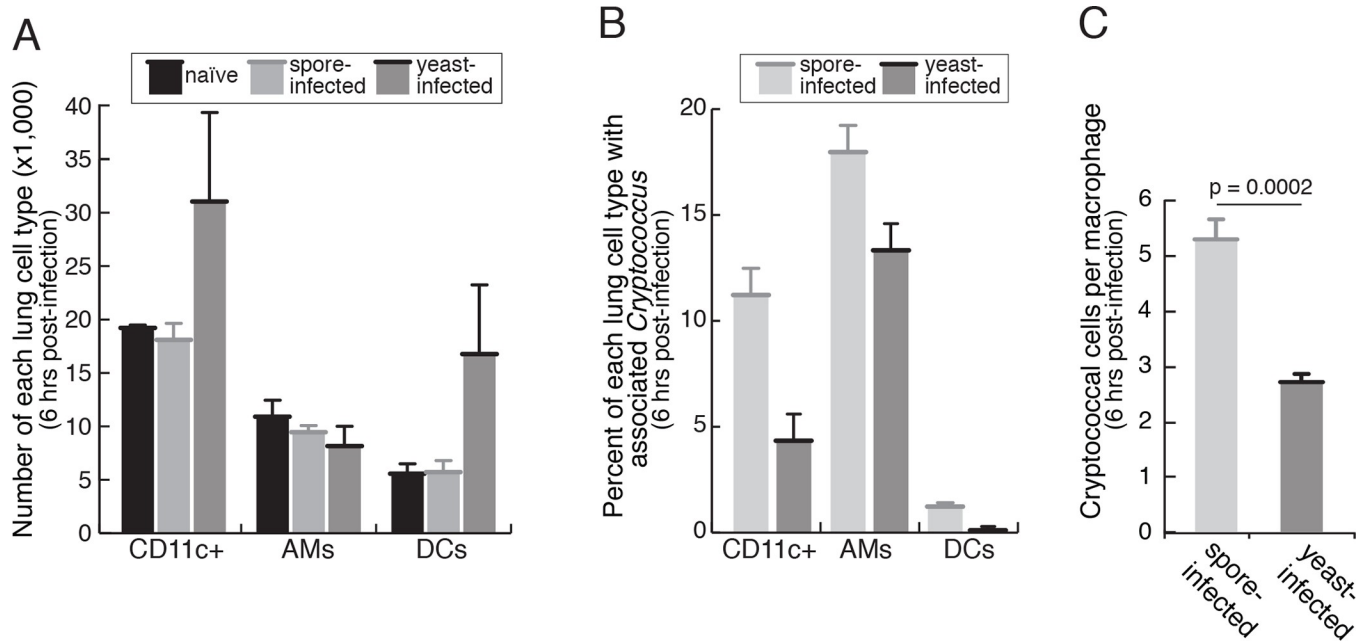 A
naïve
spore-
infected
yeast-
infected
Number of each lung cell type (x1,000)
(6 hrs post-infection)
40
35
30
25
20
15
10
5
0
CD11c+
AMs
DCs
B
spore-
infected
yeast-
infected
Percent of each lung cell type with
associated Cryptococcus
(6 hrs post-infection)
20
15
10
5
0
CD11c+
AMs
DCs
C
Cryptococcal cells per macrophage
(6 hrs post-infection)
p = 0.0002
6
5
4
3
2
1
0
spore-
infected
yeast-
infected